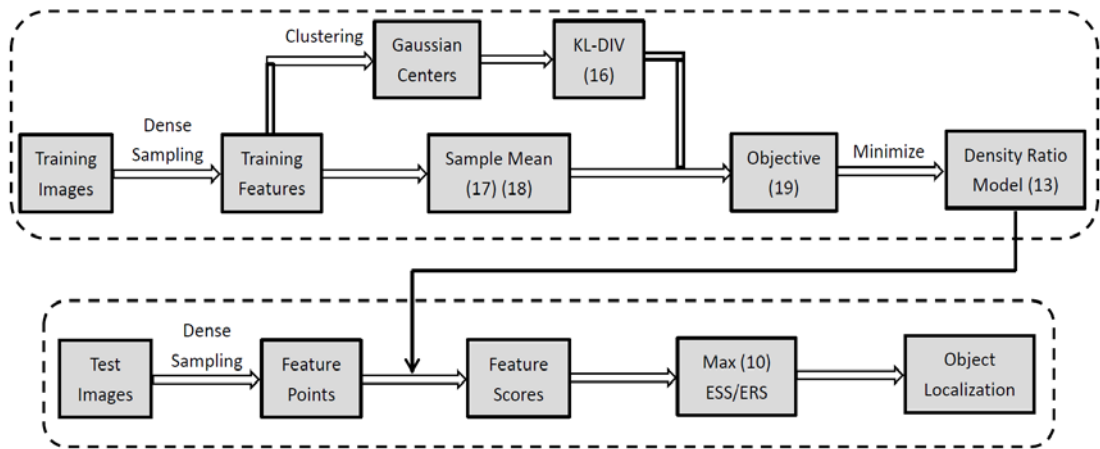 Clustering
Gaussian
Centers
KL-DIV
(16)
Training
Images
Dense
Sampling
Training
Features
Sample Mean
(17) (18)
Objective
(19)
Minimize
Density Ratio
Model (13)
Test
Images
Dense
Sampling
Feature
Points
Feature
Scores
Max (10)
ESS/ERS
Object
Localization